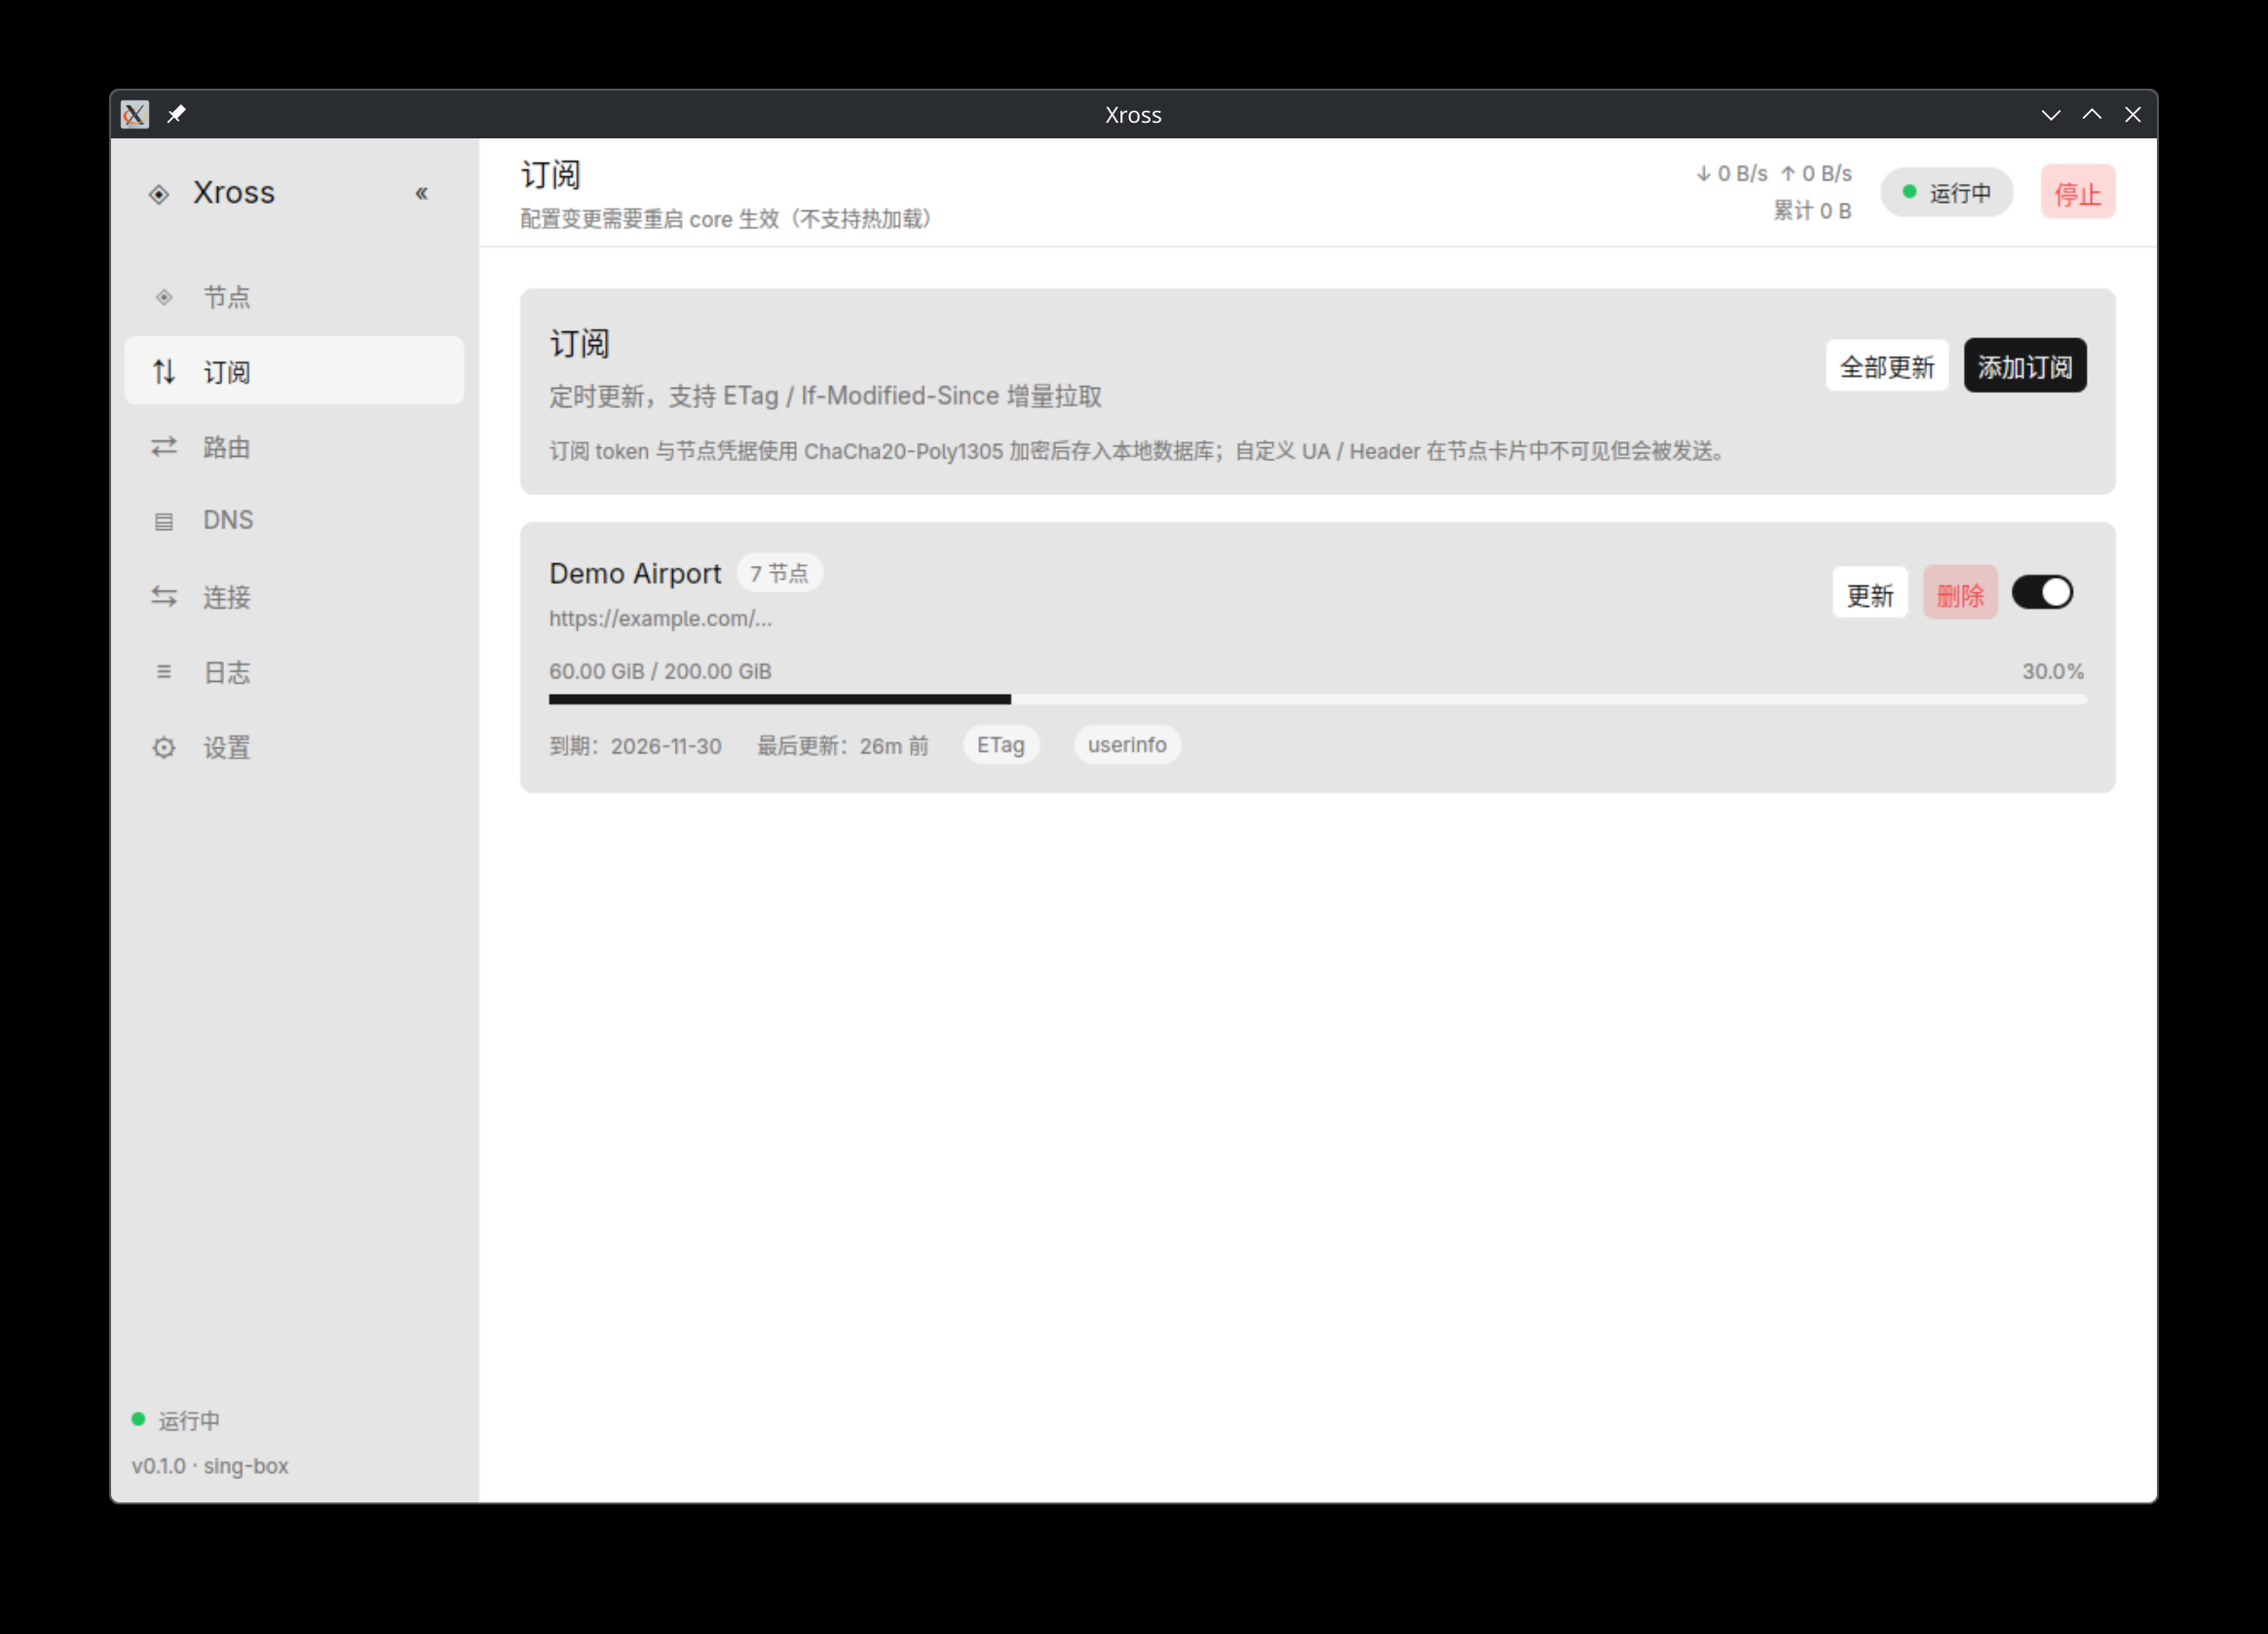 Xross
Xross
«
节点
订阅
路由
DNS
连接
日志
设置
运行中
v0.1.0 · sing-box
订阅
配置变更需要重启 core 生效（不支持热加载）
↓ 0 B/s ↑ 0 B/s
累计 0 B
运行中
停止
订阅
定时更新，支持 ETag / If-Modified-Since 增量拉取
订阅 token 与节点凭据使用 ChaCha20-Poly1305 加密后存入本地数据库；自定义 UA / Header 在节点卡片中不可见但会被发送。
全部更新
添加订阅
Demo Airport
7 节点
https://example.com/...
更新
删除
60.00 GiB / 200.00 GiB
30.0%
到期：2026-11-30
最后更新：26m 前
ETag
userinfo